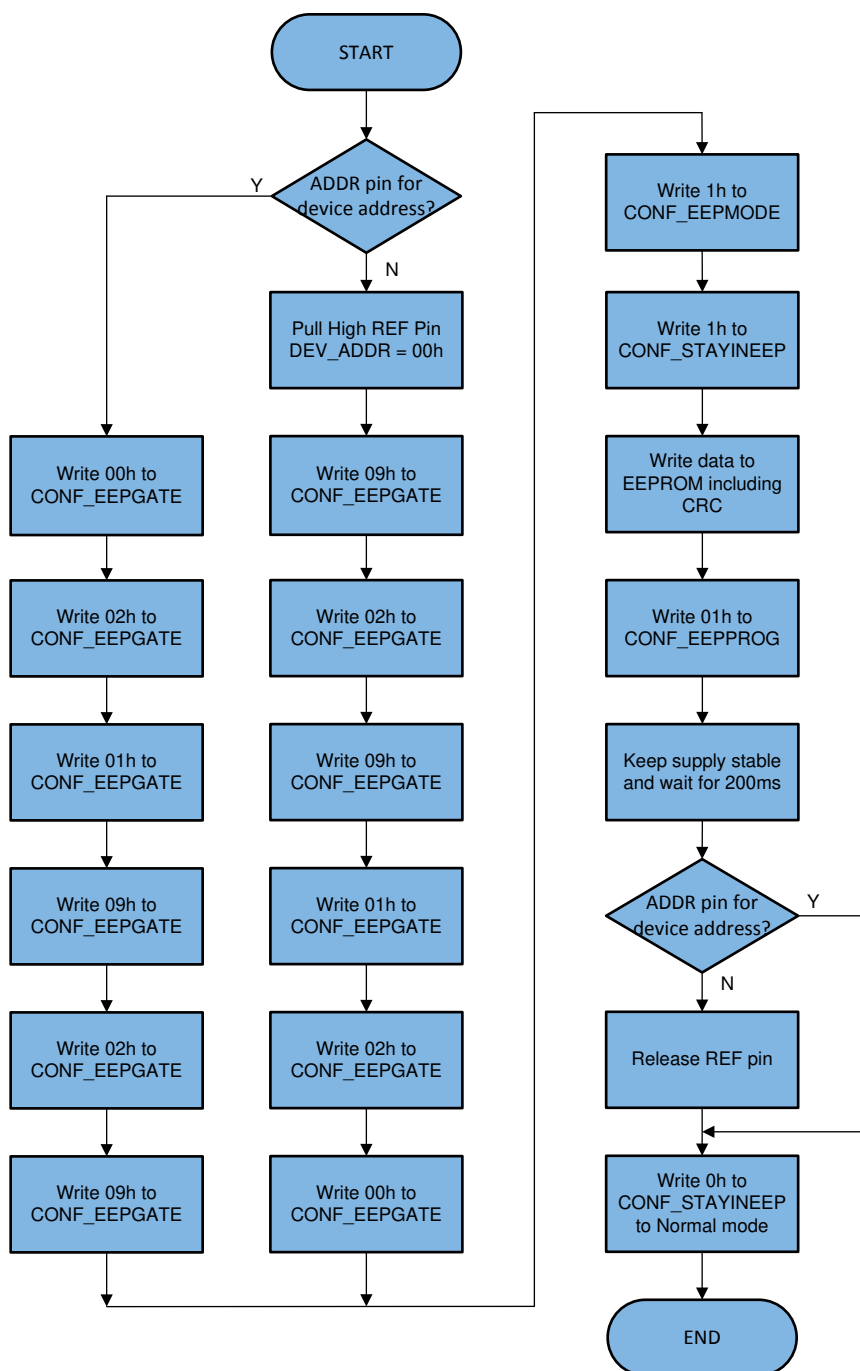 START
ADDR pin for
device address?
Y
N
Pull High REF Pin
DEV_ADDR = 00h
Write 00h to
CONF_EEPGATE
Write 02h to
CONF_EEPGATE
Write 01h to
CONF_EEPGATE
Write 09h to
CONF_EEPGATE
Write 02h to
CONF_EEPGATE
Write 09h to
CONF_EEPGATE
Write 09h to
CONF_EEPGATE
Write 02h to
CONF_EEPGATE
Write 09h to
CONF_EEPGATE
Write 01h to
CONF_EEPGATE
Write 02h to
CONF_EEPGATE
Write 00h to
CONF_EEPGATE
Write 1h to
CONF_EEPMODE
Write 1h to
CONF_STAYINEEP
Write data to
EEPROM including
CRC
Write 01h to
CONF_EEPPROG
Keep supply stable
and wait for 200ms
ADDR pin for
device address?
Y
N
Release REF pin
Write 0h to
CONF_STAYINEEP
to Normal mode
END